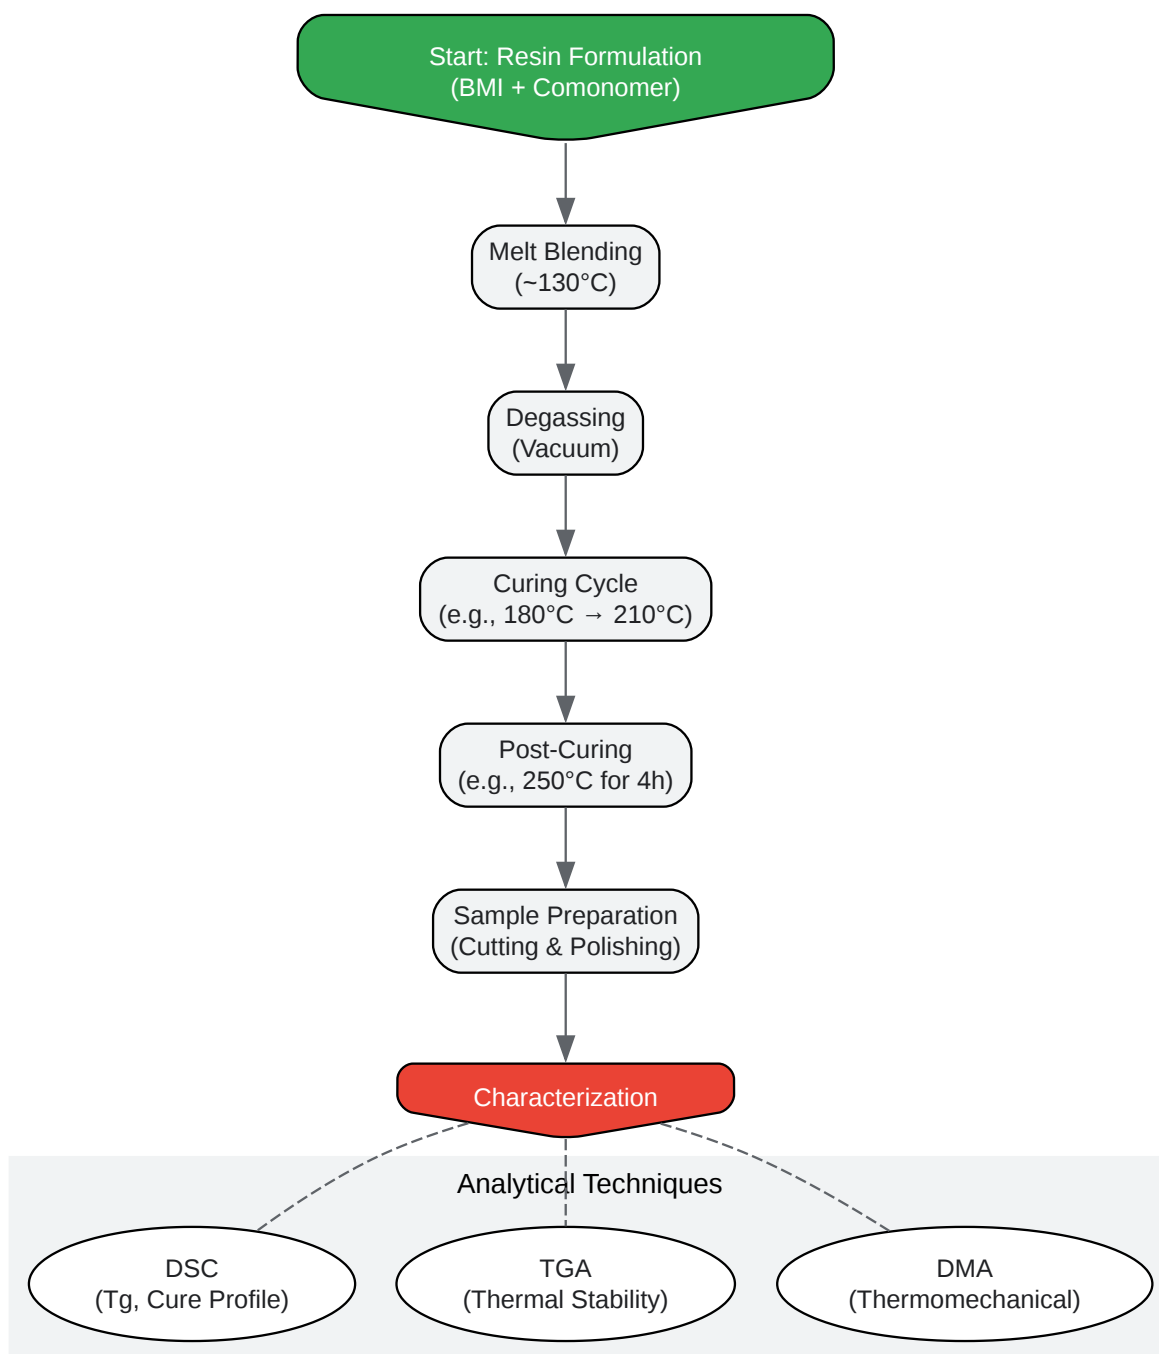 Start: Resin Formulation
(BMI + Comonomer)
Melt Blending
(~130°C)
Degassing
(Vacuum)
Curing Cycle
(e.g., 180°C → 210°C)
Post-Curing
(e.g., 250°C for 4h)
Sample Preparation
(Cutting & Polishing)
Characterization
Analytical Techniques
DSC
(Tg, Cure Profile)
TGA
(Thermal Stability)
DMA
(Thermomechanical)